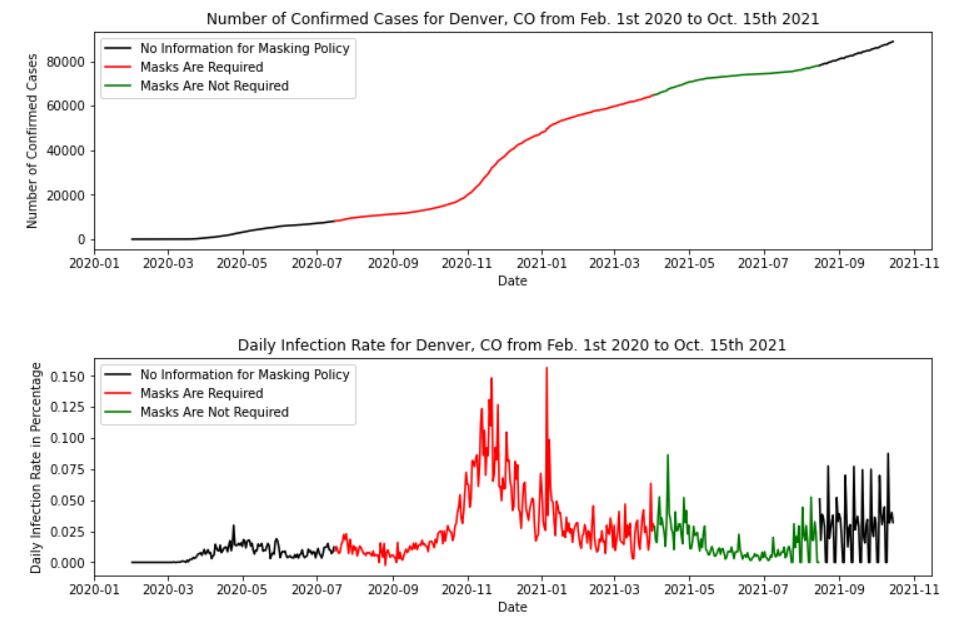 Number of Confirmed Cases for Denver, CO from Feb. 1st 2020 to Oct. 15th 2021
No Information for Masking Policy
Masks Are Required
Masks Are Not Required
Number of Confirmed Cases
80000
60000
40000
20000
0
2020-01 2020-03 2020-05 2020-07 2020-09 2020-11 2021-01 2021-03 2021-05 2021-07 2021-09 2021-11
Date
Daily Infection Rate for Denver, CO from Feb. 1st 2020 to Oct. 15th 2021
No Information for Masking Policy
Masks Are Required
Masks Are Not Required
Daily Infection Rate in Percentage
0.150
0.125
0.100
0.075
0.050
0.025
0.000
2020-01 2020-03 2020-05 2020-07 2020-09 2020-11 2021-01 2021-03 2021-05 2021-07 2021-09 2021-11
Date